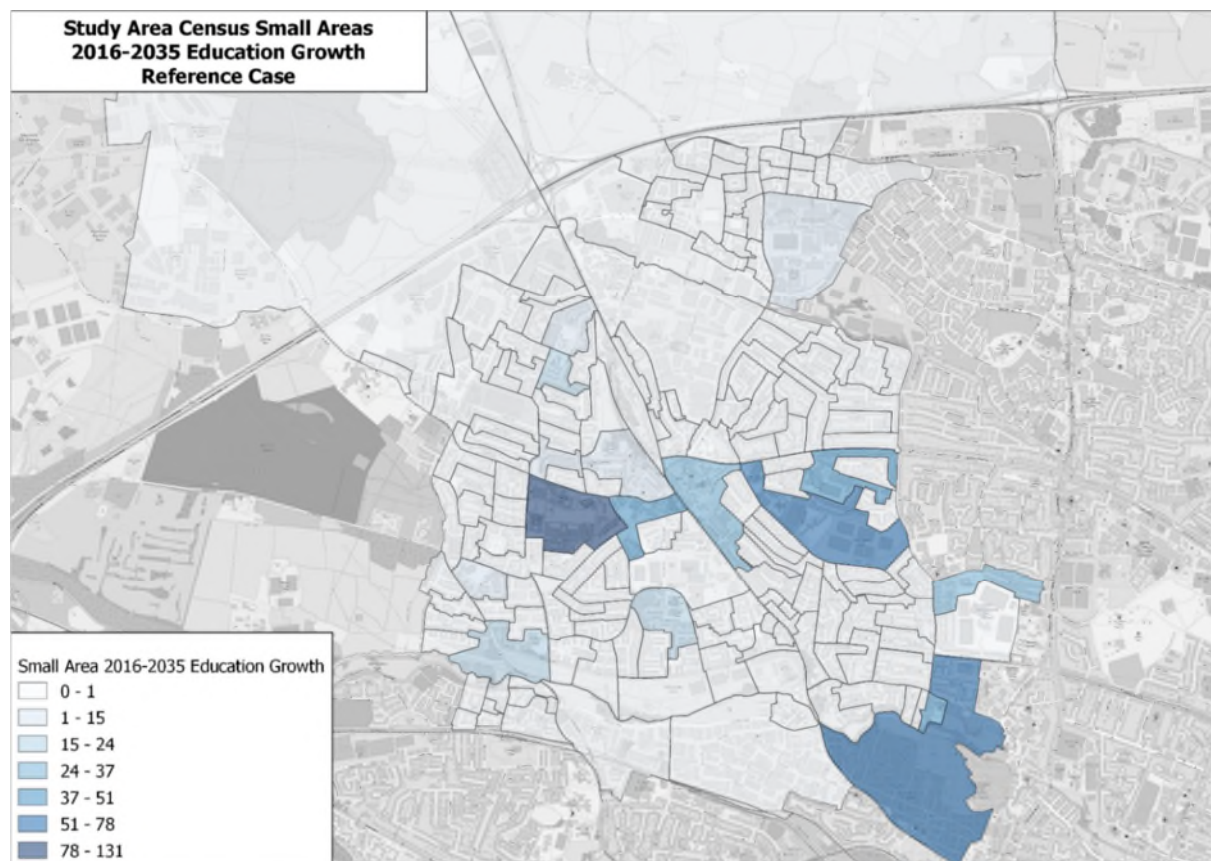 Study Area Census Small Areas
2016-2035 Education Growth
Reference Case
Small Area 2016-2035 Education Growth
0 - 1
1 - 15
15 - 24
24 - 37
37 - 51
51 - 78
78 - 131